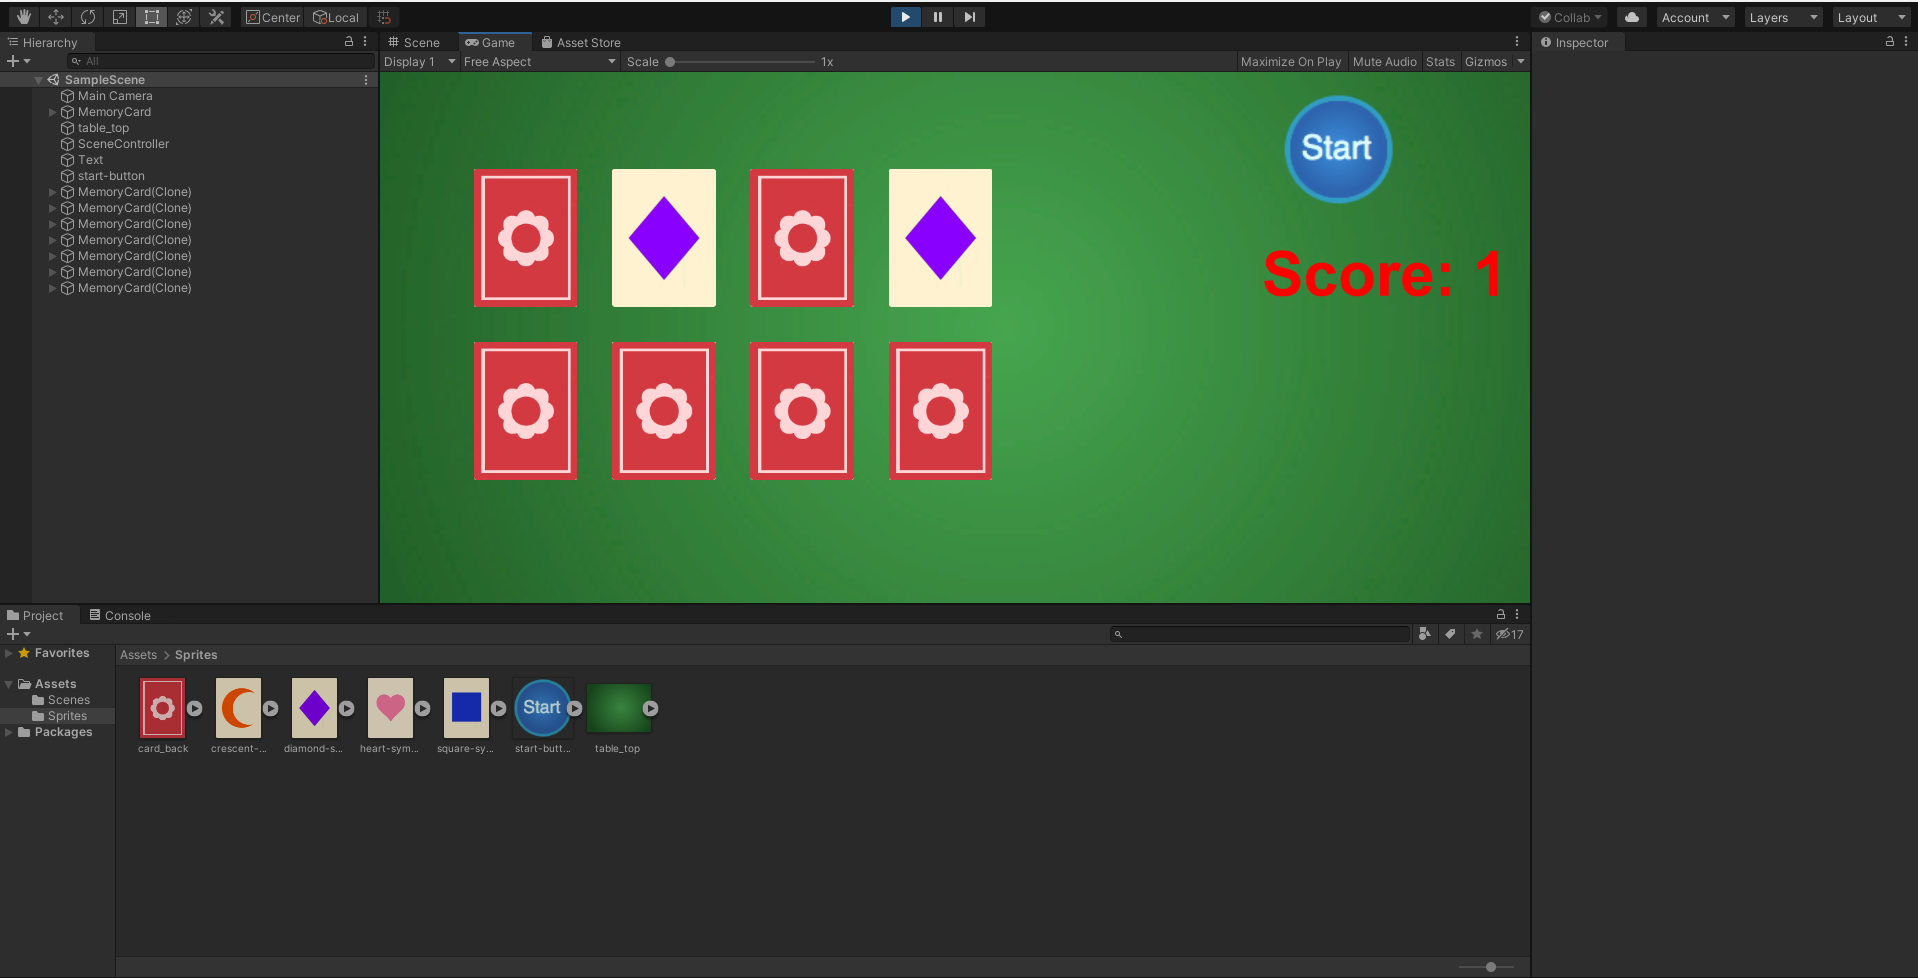 Center Local Collab Account Layers Layout
Hierarchy
All
SampleScene
Main Camera
MemoryCard
table_top
SceneController
Text
start-button
MemoryCard(Clone)
MemoryCard(Clone)
MemoryCard(Clone)
MemoryCard(Clone)
MemoryCard(Clone)
MemoryCard(Clone)
MemoryCard(Clone)
Scene Game Asset Store
Display 1 Free Aspect Scale 1x Maximize On Play Mute Audio Stats Gizmos
Start
Score: 1
Inspector
Project Console
17
Favorites
Assets
Scenes
Sprites
Packages
Assets > Sprites
Start
card_back crescent-... diamond-s... heart-sym... square-sy... start-butt... table_top